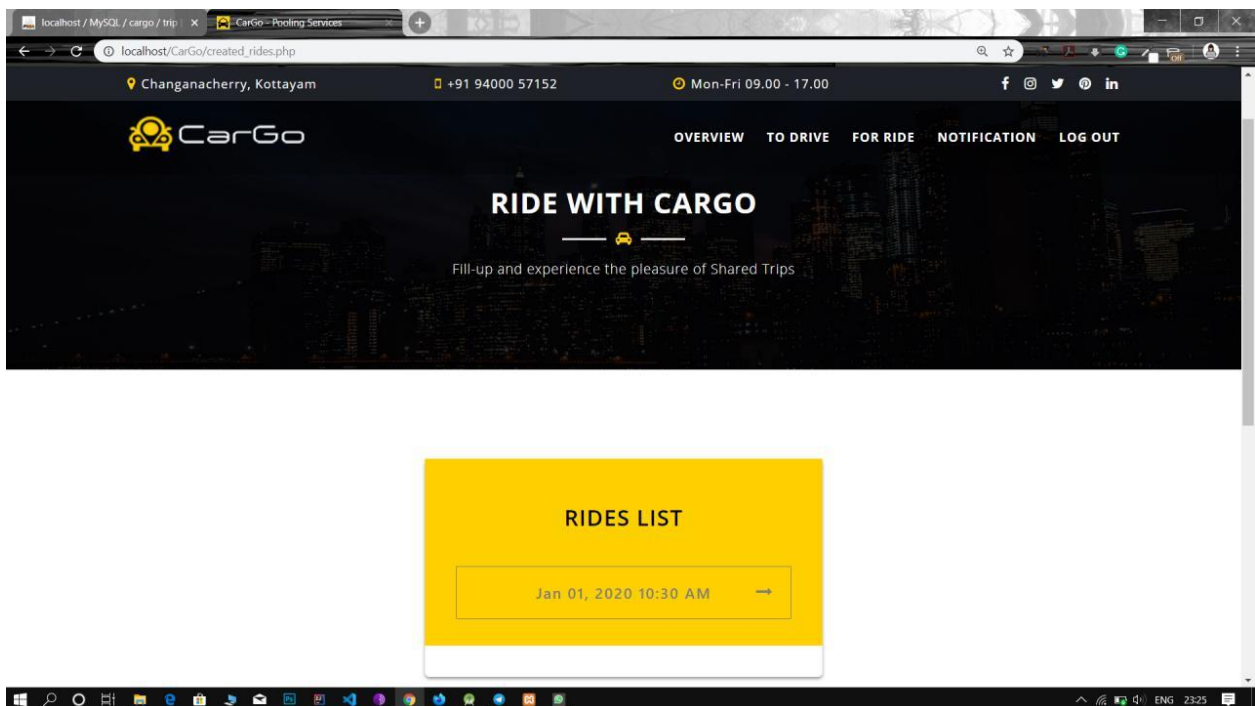 localhost / MySQL / cargo / trip
CarGo - Pooling Services
localhost/CarGo/created_rides.php
Off
Changanacherry, Kottayam
+91 94000 57152
Mon-Fri 09.00 - 17.00
CarGo
OVERVIEW TO DRIVE FOR RIDE NOTIFICATION LOG OUT
RIDE WITH CARGO
Fill-up and experience the pleasure of Shared Trips
RIDES LIST
Jan 01, 2020 10:30 AM
ENG 23:25